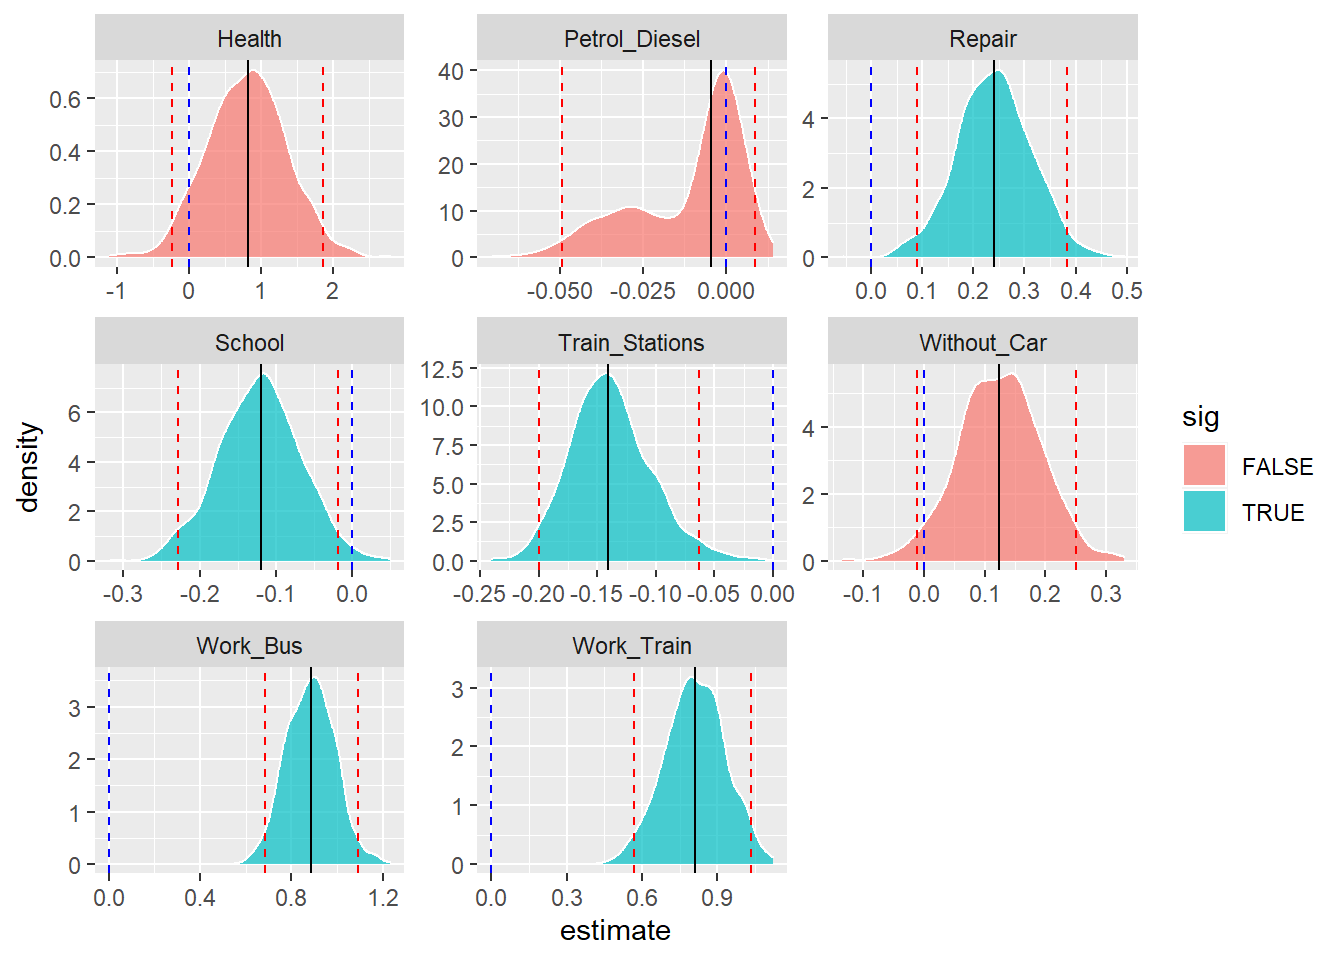 Health Petrol_Diesel Repair
0.6
0.4
0.2
0.0
-1 0 1 2
40
30
20
10
0
-0.050 -0.025 0.000
4
2
0
0.0 0.1 0.2 0.3 0.4 0.5
School Train_Stations Without_Car
6
4
2
0
-0.3 -0.2 -0.1 0.0
12.5
10.0
7.5
5.0
2.5
0.0
-0.25 -0.20 -0.15 -0.10 -0.05 0.00
4
2
0
-0.1 0.0 0.1 0.2 0.3
Work_Bus Work_Train
3
2
1
0
0.0 0.4 0.8 1.2
3
2
1
0
0.0 0.3 0.6 0.9
density
estimate
sig
FALSE
TRUE